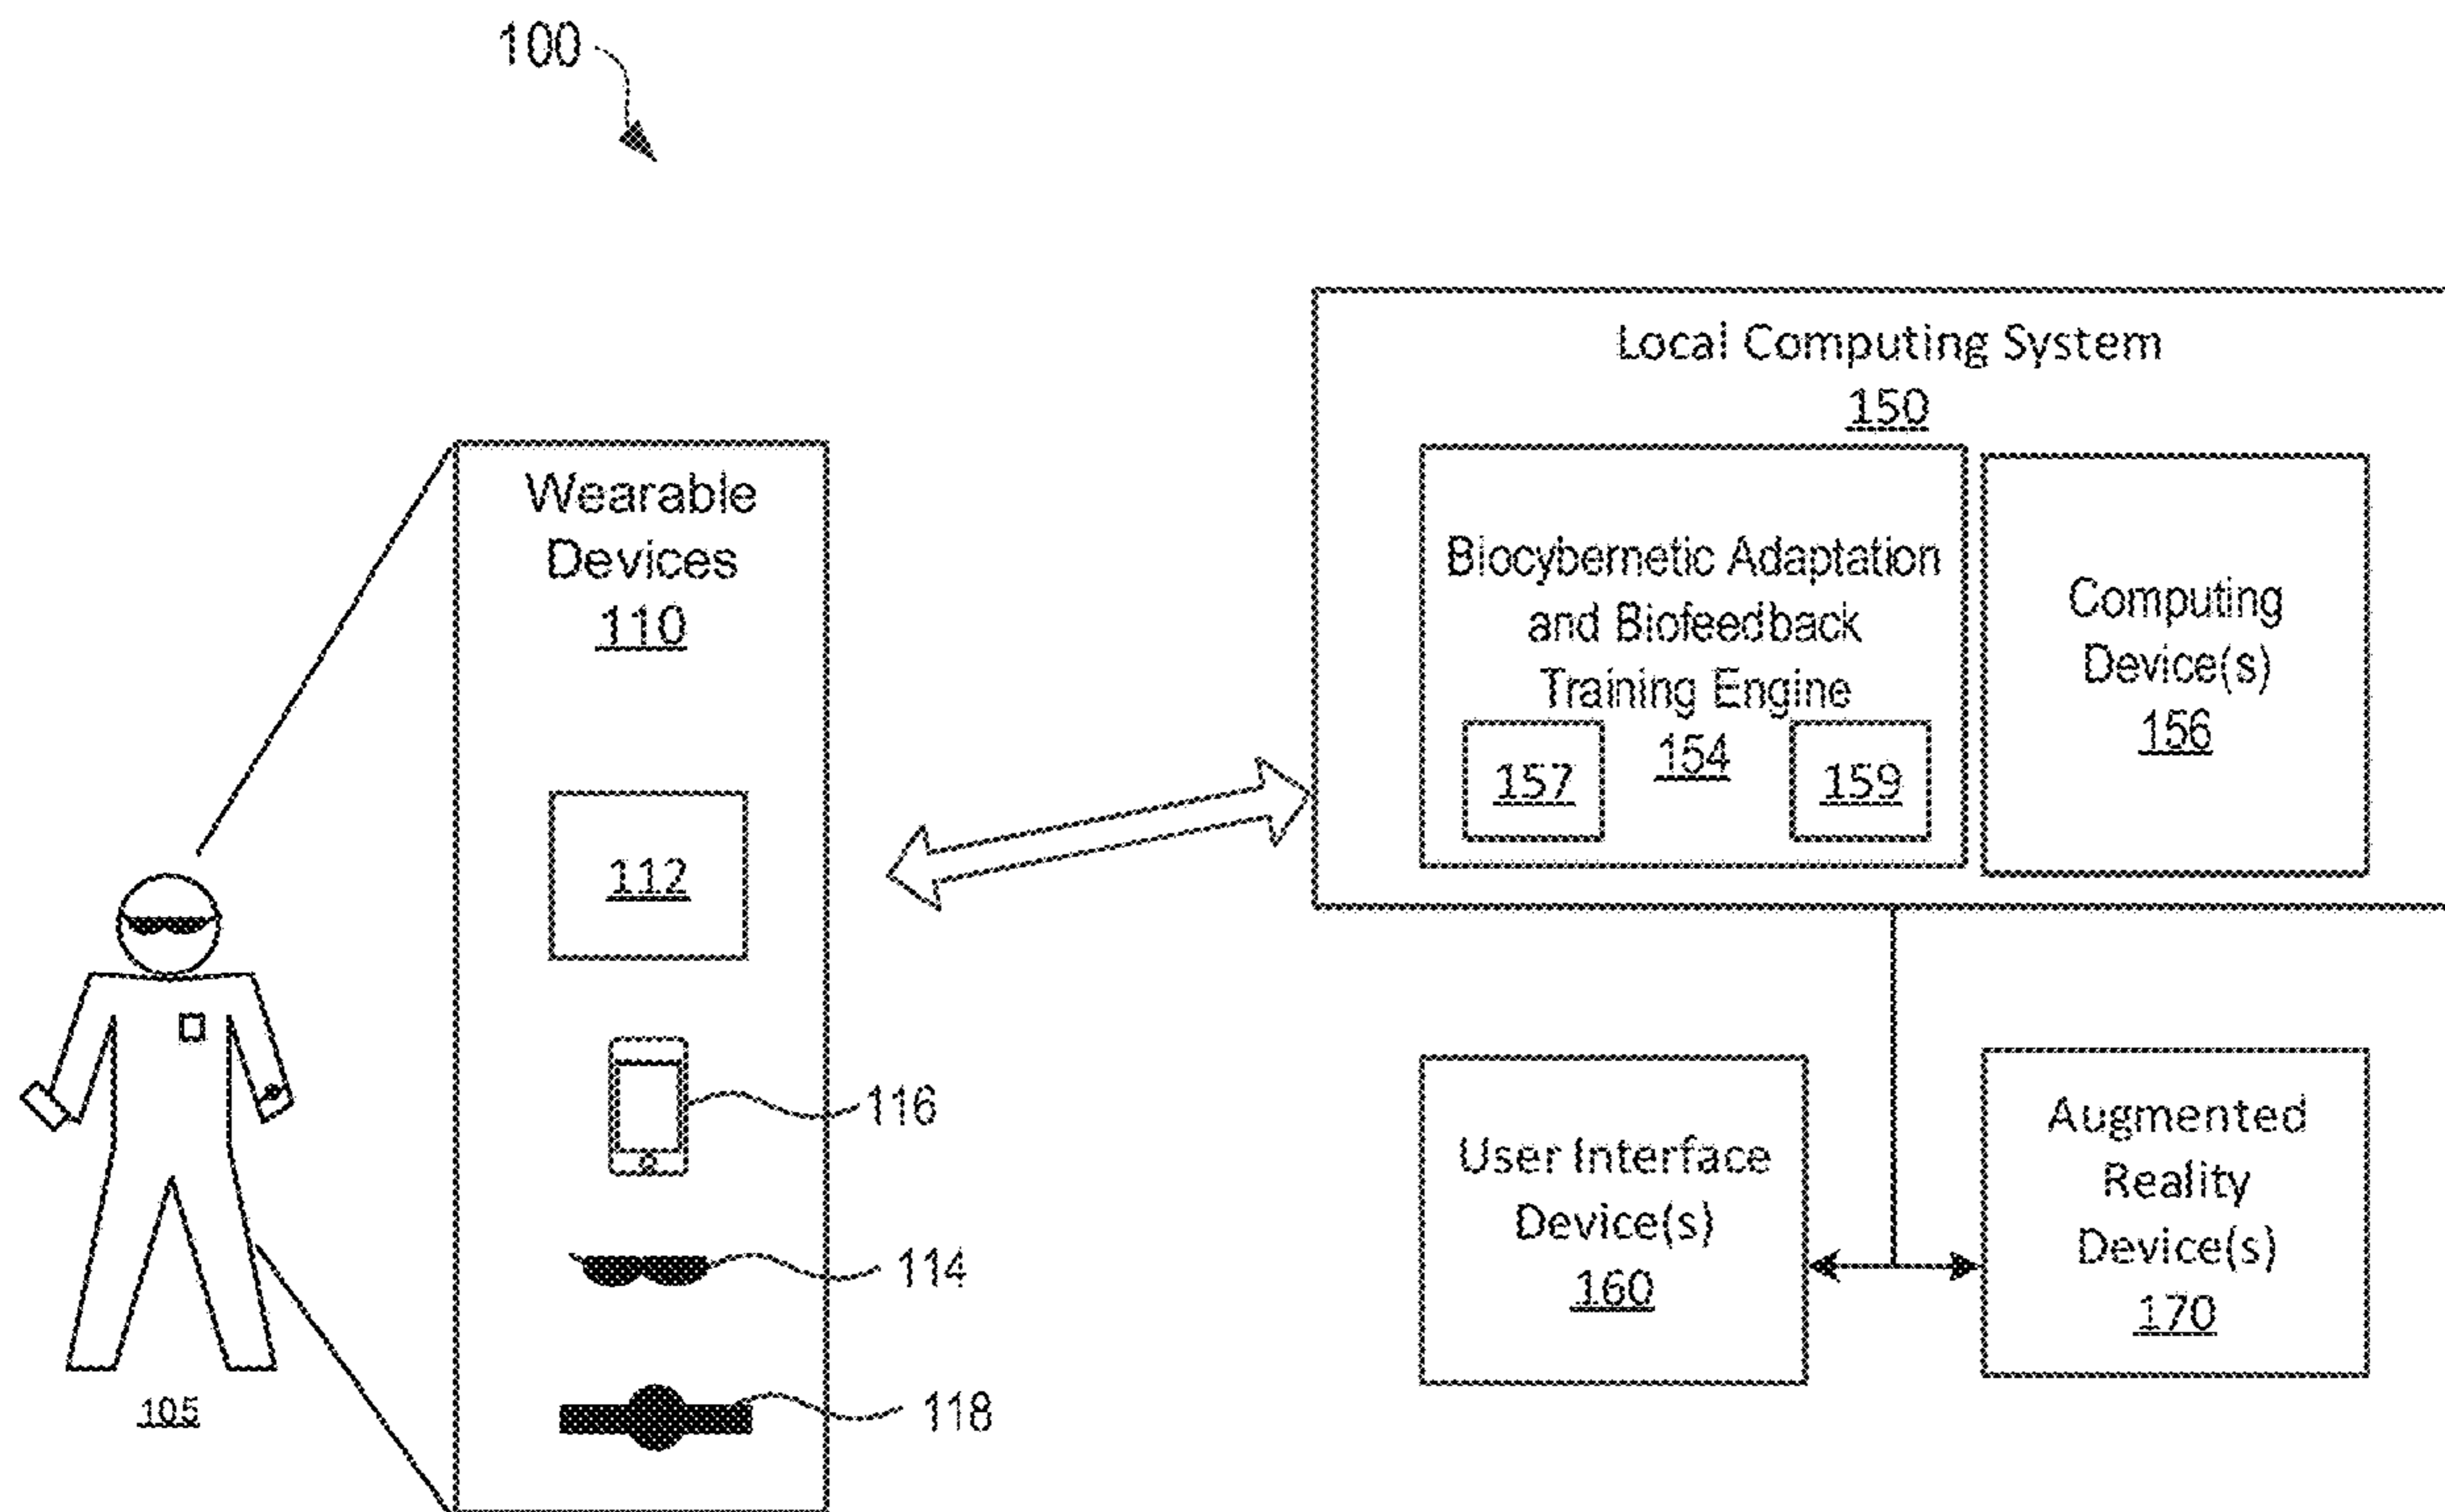 100
Local Computing System
150
Wearable
Devices
110
Biocybernetic Adaptation
and Biofeedback
Training Engine
154
157
159
Computing
Device(s)
156
112
116
114
118
105
User Interface
Device(s)
160
Augmented
Reality
Device(s)
170